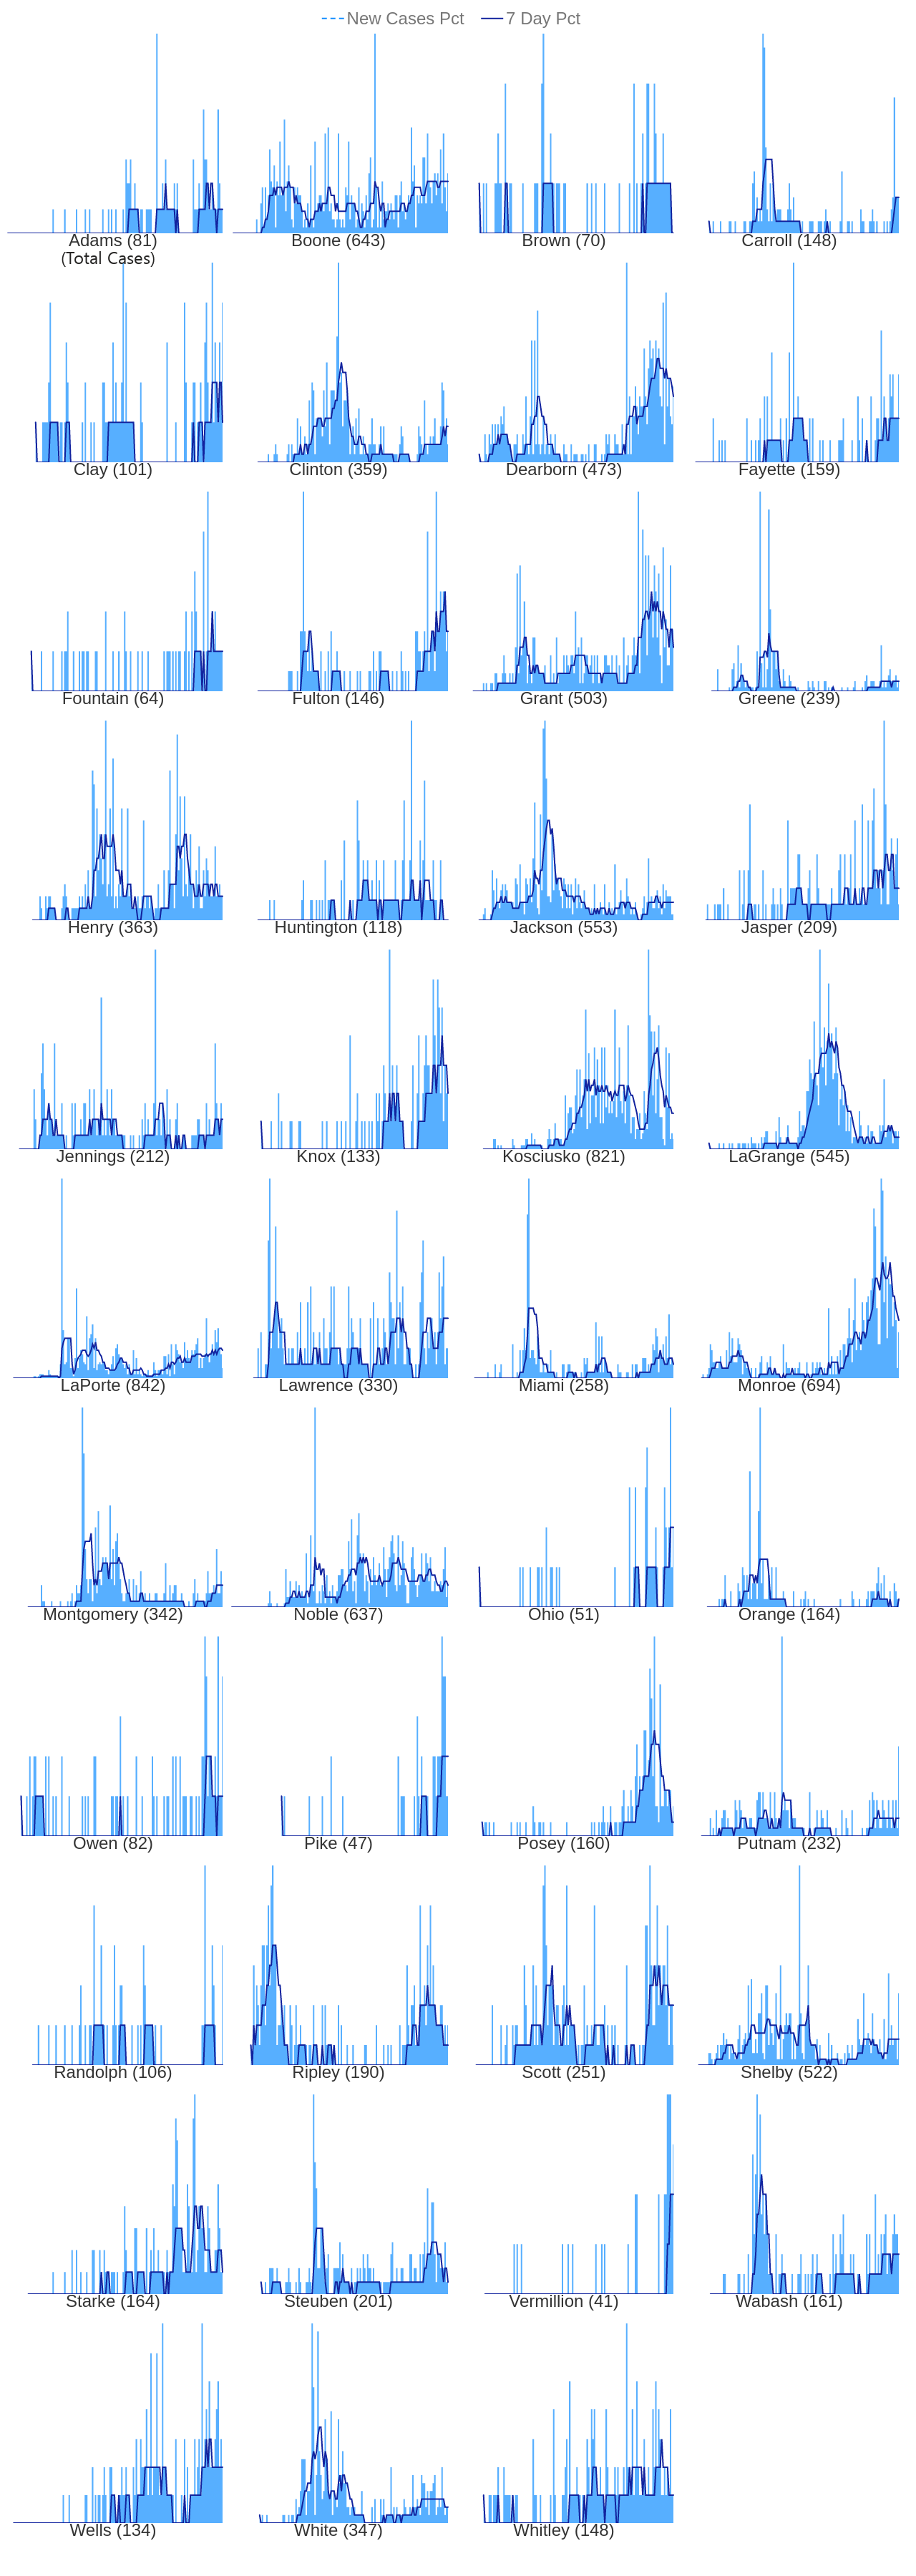 New Cases Pct 7 Day Pct
Adams (81) Boone (643) Brown (70) Carroll (148)
(Total Cases)
Clay (101) Clinton (359) Dearborn (473) Fayette (159)
Fountain (64) Fulton (146) Grant (503) Greene (239)
Henry (363) Huntington (118) Jackson (553) Jasper (209)
Jennings (212) Knox (133) Kosciusko (821) LaGrange (545)
LaPorte (842) Lawrence (330) Miami (258) Monroe (694)
Montgomery (342) Noble (637) Ohio (51) Orange (164)
Owen (82) Pike (47) Posey (160) Putnam (232)
Randolph (106) Ripley (190) Scott (251) Shelby (522)
Starke (164) Steuben (201) Vermillion (41) Wabash (161)
Wells (134) White (347) Whitley (148)